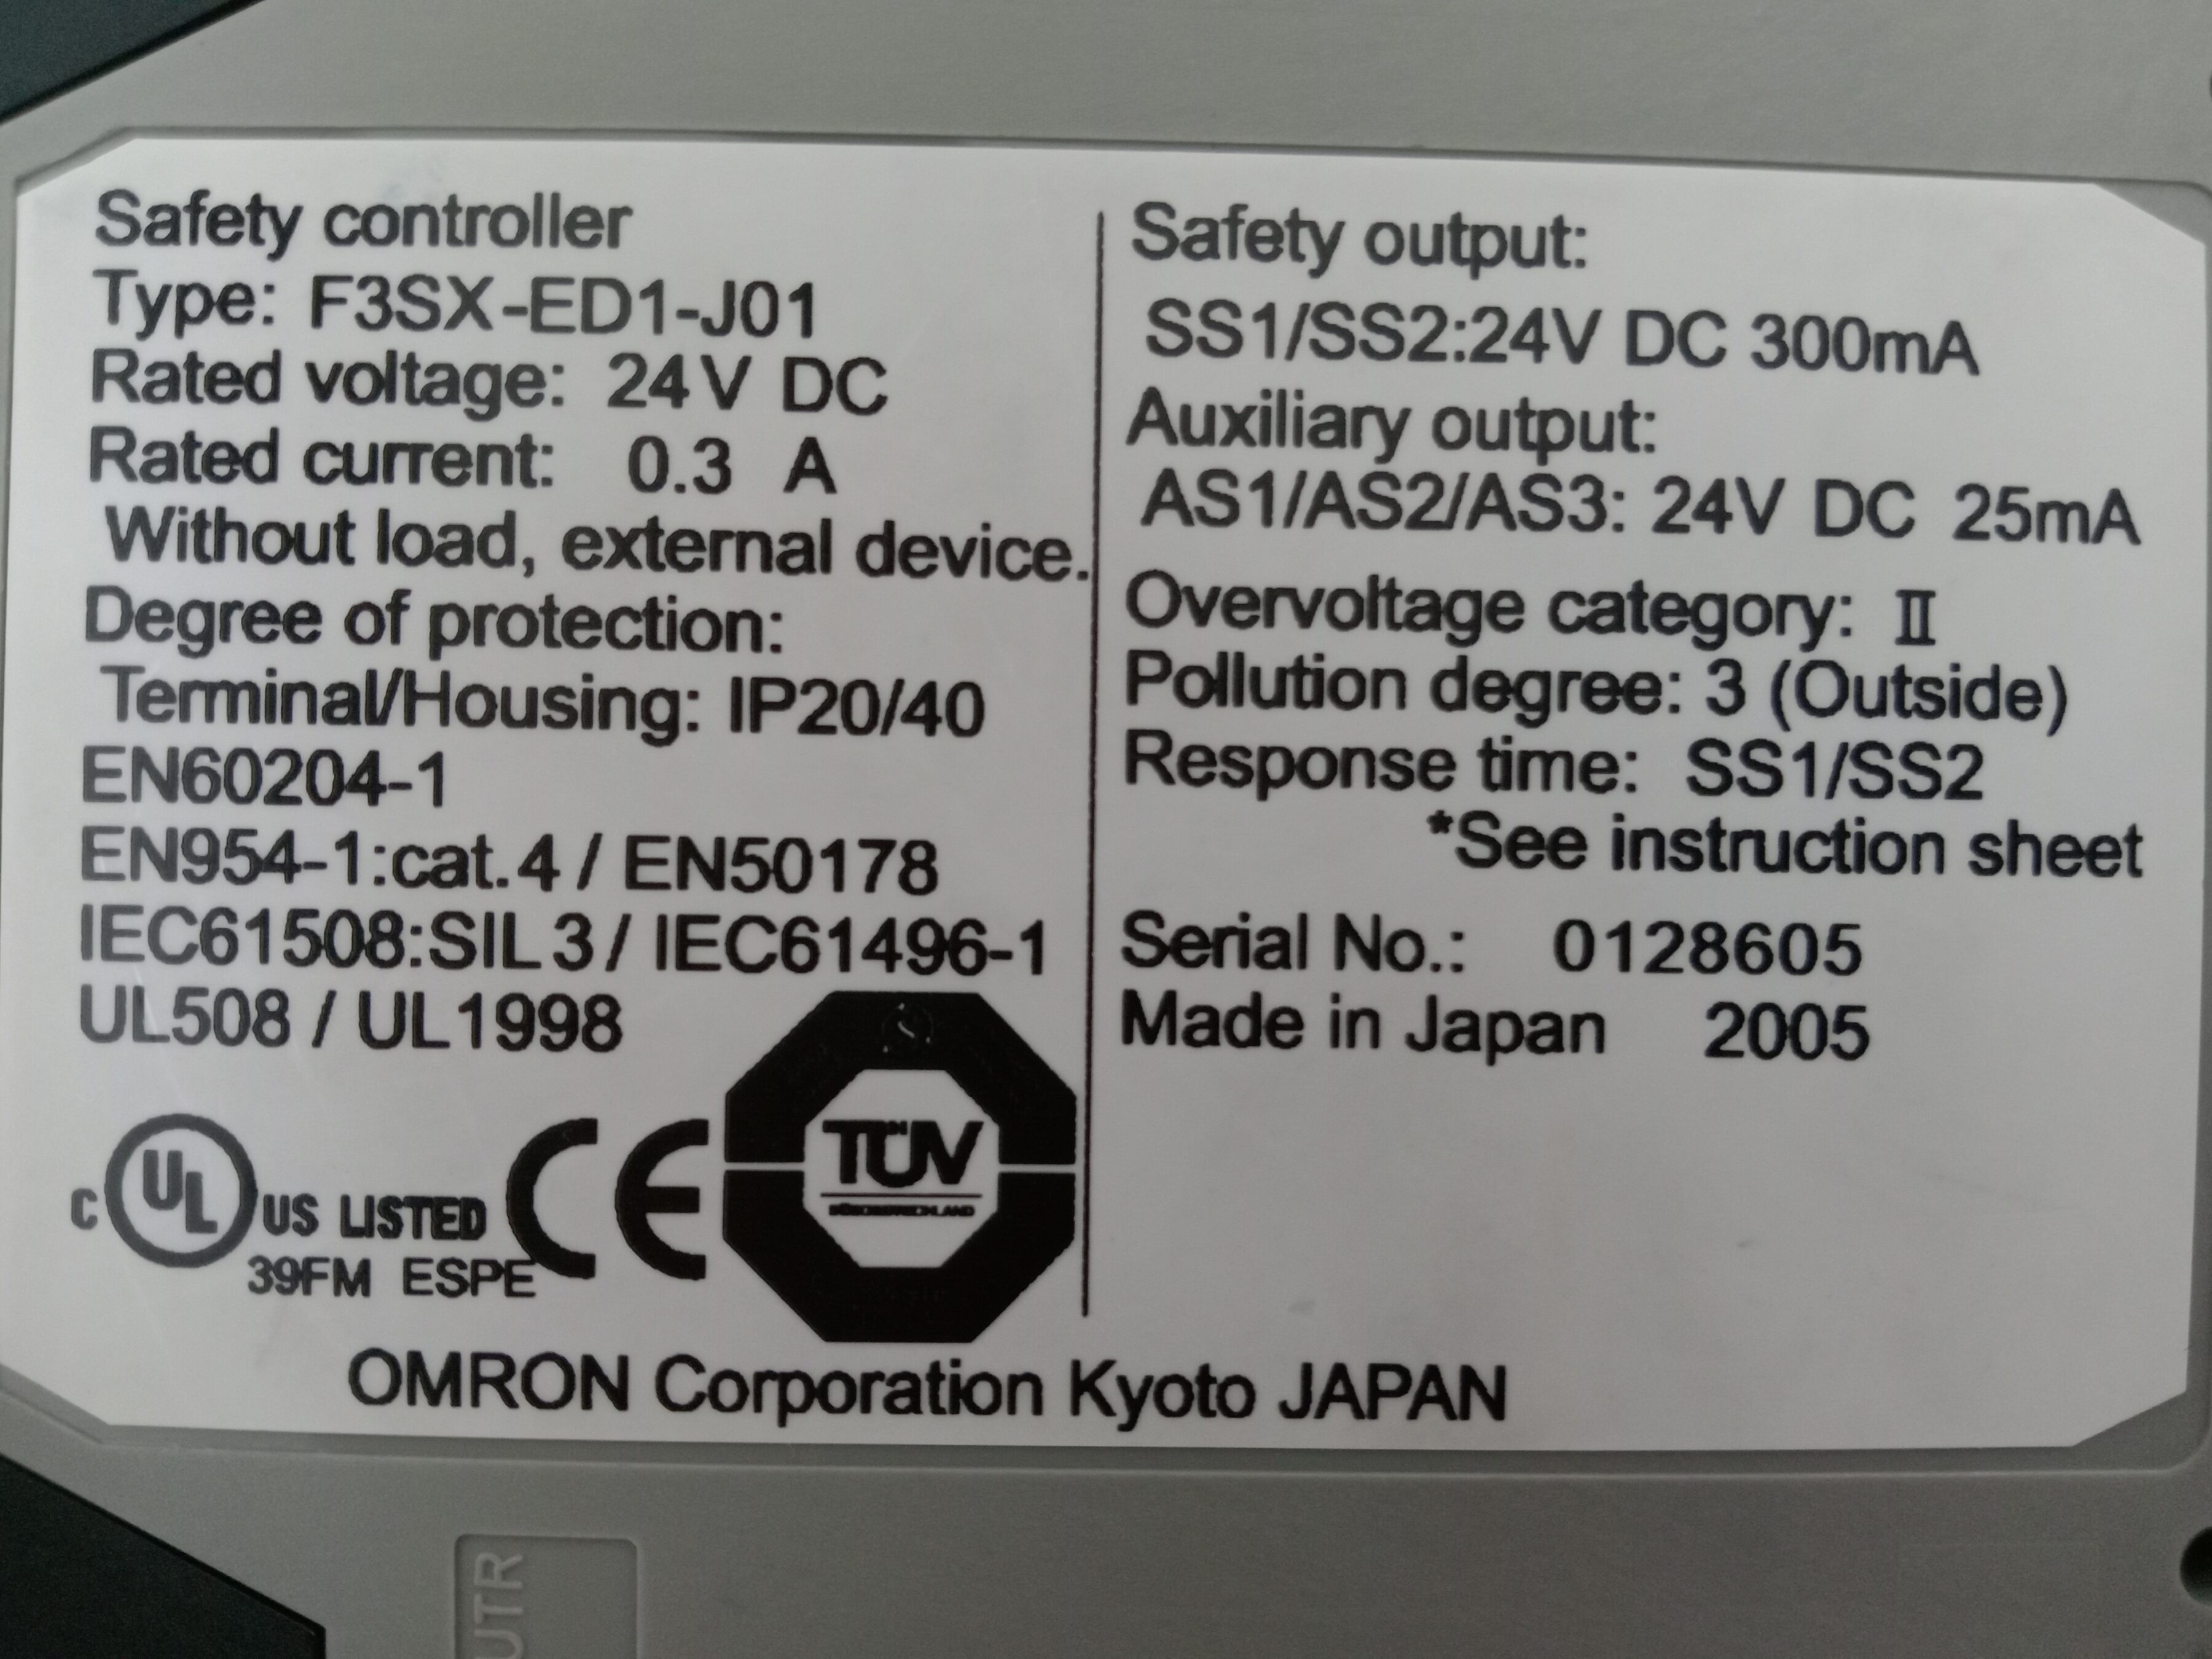 Safety controller
Type: F3SX-ED1-J01
Rated voltage: 24V DC
Rated current: 0.3 A
Without load, external device.
Degree of protection:
Terminal/Housing: IP20/40
EN60204-1
EN954-1:cat.4 / EN50178
IEC61508:SIL3 / IEC61496-1
UL508 / UL1998
C UL US LISTED
39FM ESPE
CE
TÜV
Safety output:
SS1/SS2:24V DC 300mA
Auxiliary output:
AS1/AS2/AS3: 24V DC 25mA
Overvoltage category: II
Pollution degree: 3 (Outside)
Response time: SS1/SS2
*See instruction sheet
Serial No.: 0128605
Made in Japan 2005
OMRON Corporation Kyoto JAPAN
UTR